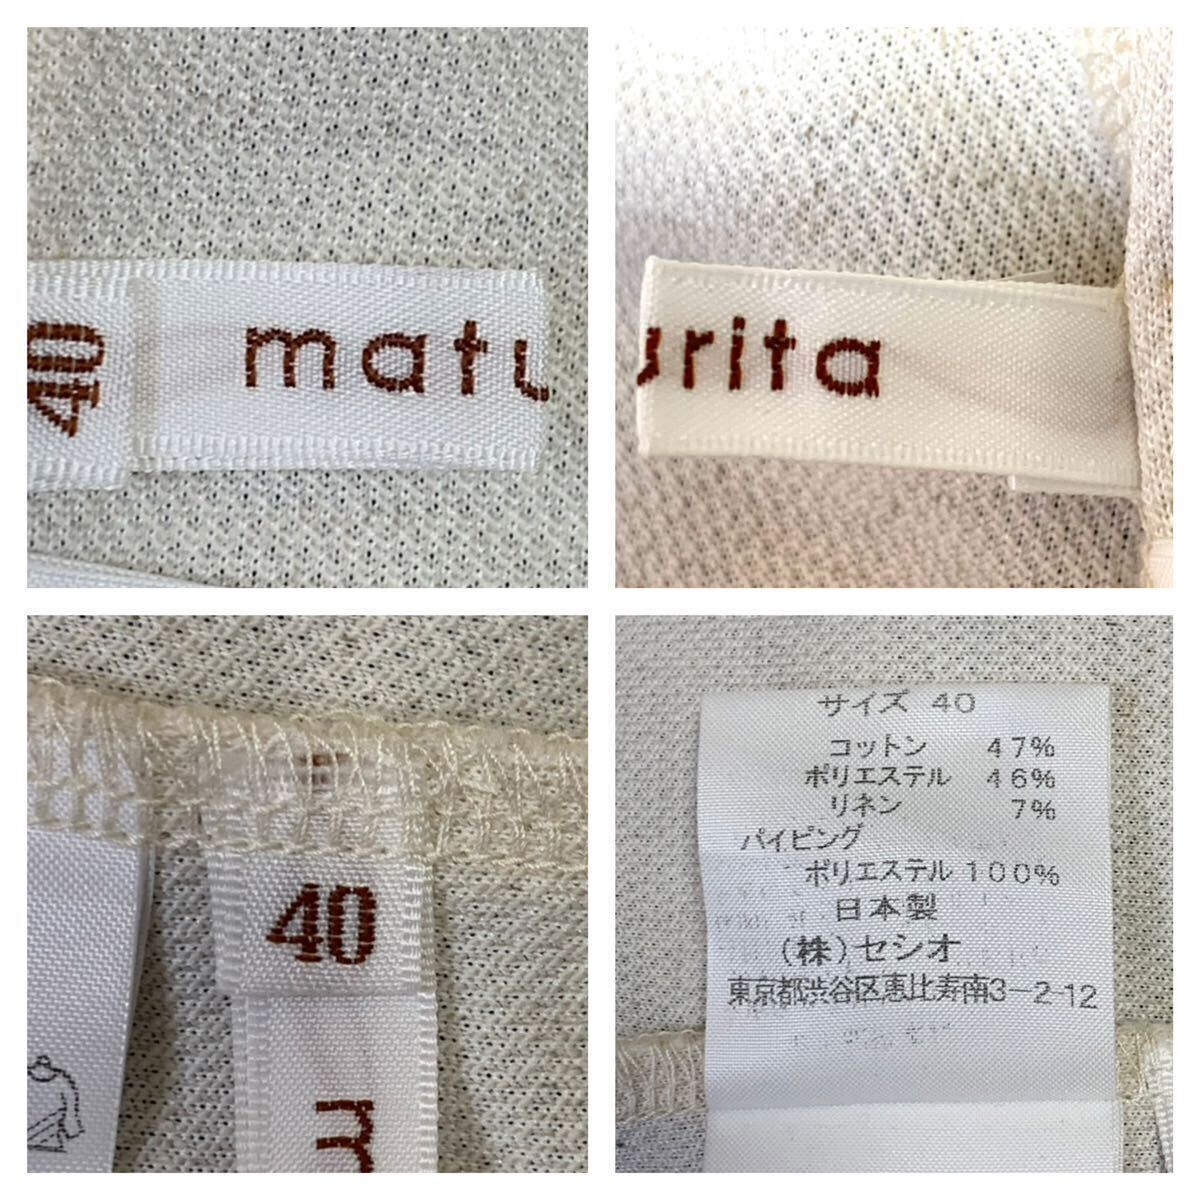 40
matu
urita
40
m
サイズ 40
コットン 47%
ポリエステル 46%
リネン 7%
パイピング
ポリエステル 100%
日本製
(株)セシオ
東京都渋谷区恵比寿南3-2-12